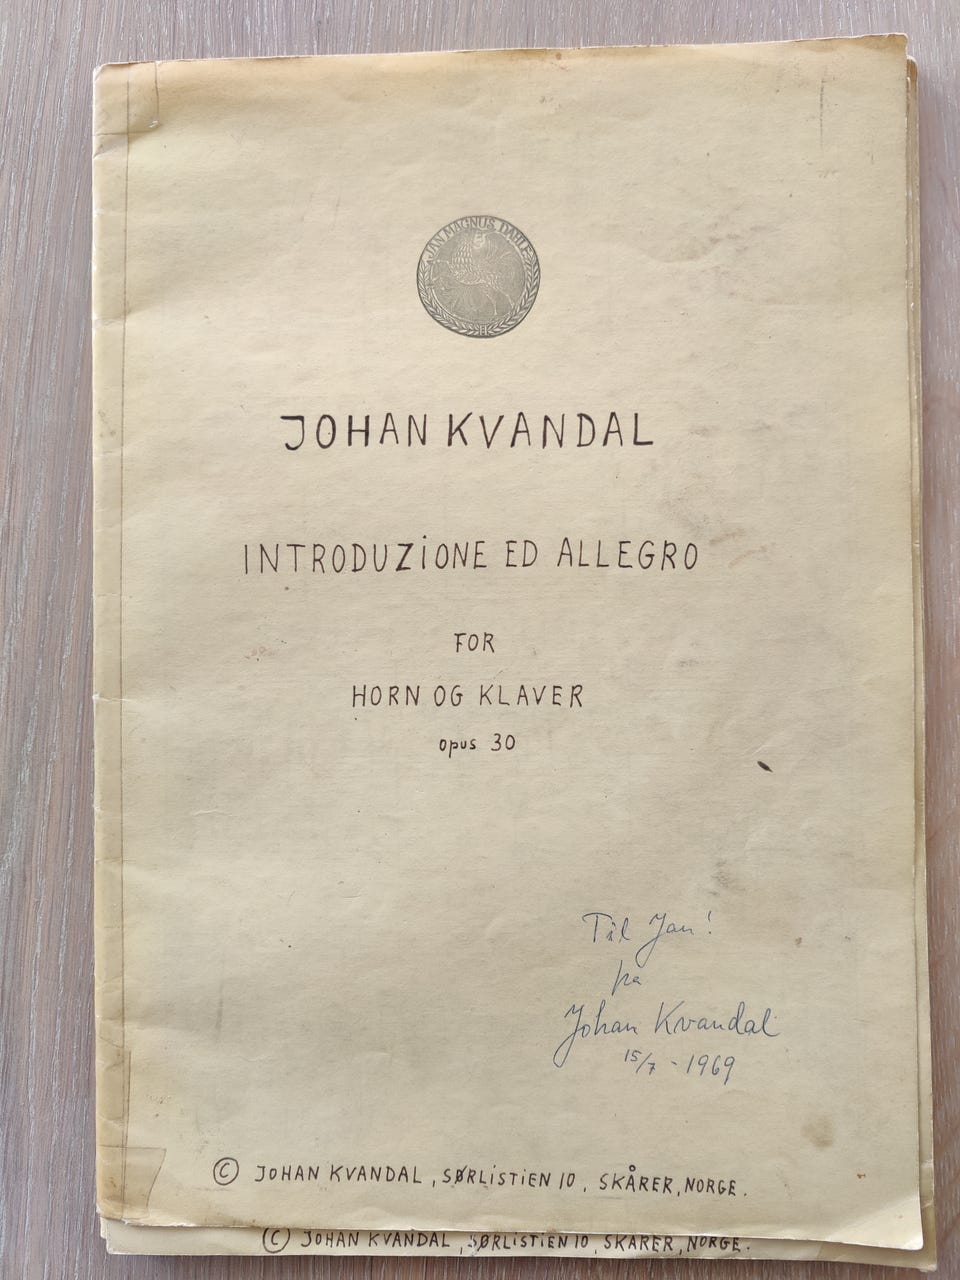 JAN MAGNUS DAHLE
JOHAN KVANDAL
INTRODUZiONE ED ALLEGRO
FOR
HORN OG KLAVER
opus 30
Til Jan!
fra
Johan Kvandal
15/7 - 1969
© JOHAN KVANDAL, SØRLiSTiEN 10, SKÅRER, NORGE.
© JOHAN KVANDAL, SØRLiSTiEN 10, SKÅRER, NORGE.